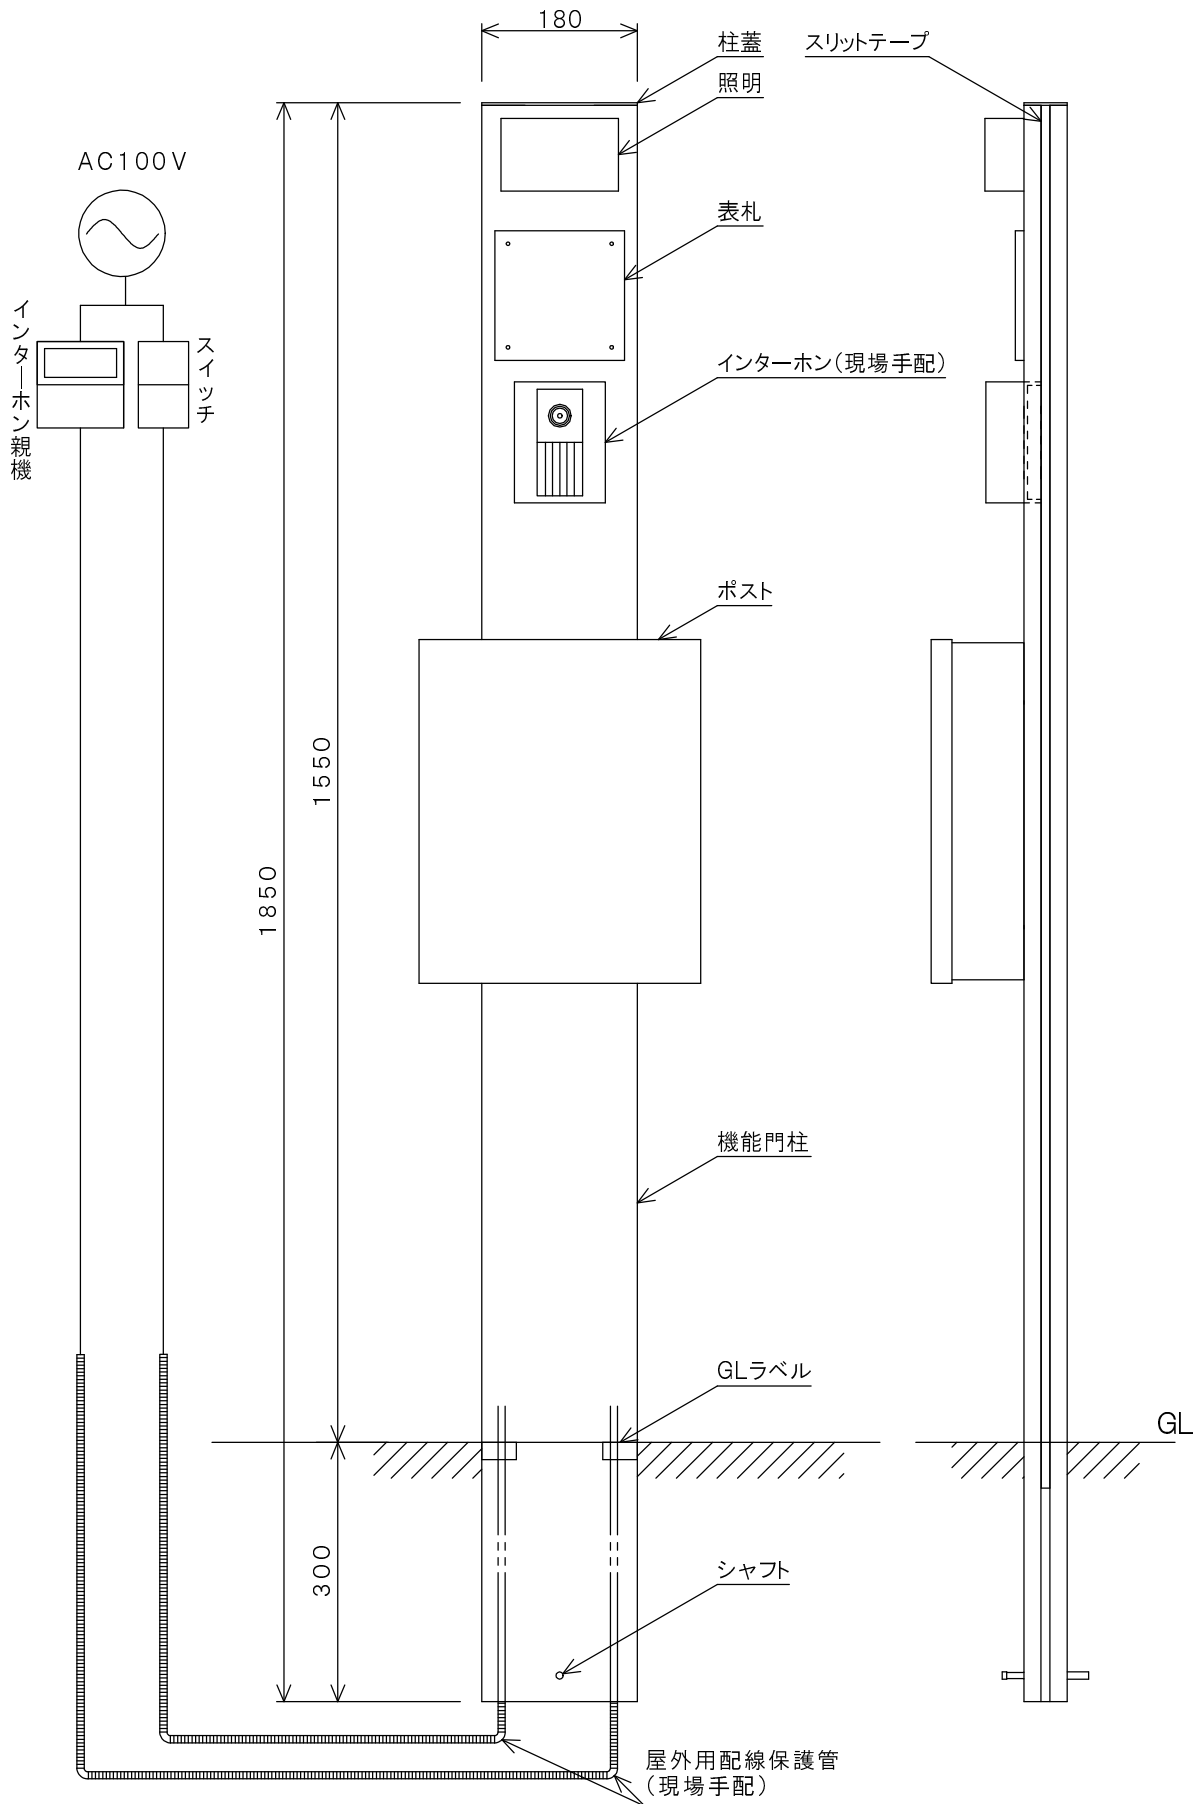 180
柱蓋
スリットテープ
照明
AC100V
表札
インターホン親機
スイッチ
インターホン(現場手配)
ポスト
1550
1850
機能門柱
GLラベル
GL
300
シャフト
屋外用配線保護管
(現場手配)